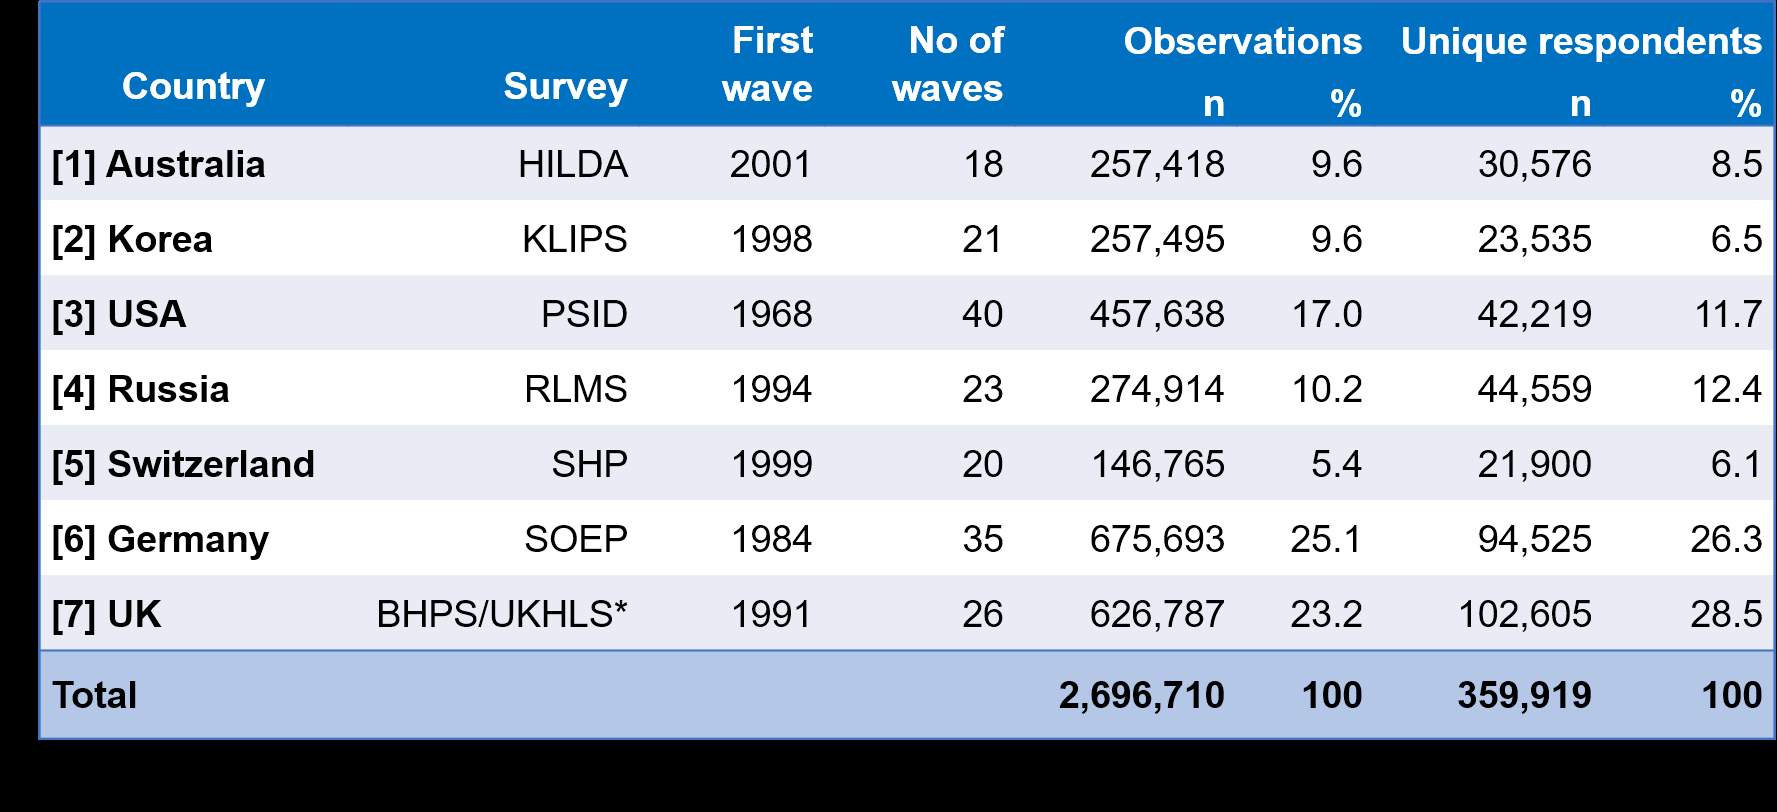 Country Survey First wave No of waves Observations Unique respondents
n % n %
[1] Australia HILDA 2001 18 257,418 9.6 30,576 8.5
[2] Korea KLIPS 1998 21 257,495 9.6 23,535 6.5
[3] USA PSID 1968 40 457,638 17.0 42,219 11.7
[4] Russia RLMS 1994 23 274,914 10.2 44,559 12.4
[5] Switzerland SHP 1999 20 146,765 5.4 21,900 6.1
[6] Germany SOEP 1984 35 675,693 25.1 94,525 26.3
[7] UK BHPS/UKHLS* 1991 26 626,787 23.2 102,605 28.5
Total 2,696,710 100 359,919 100